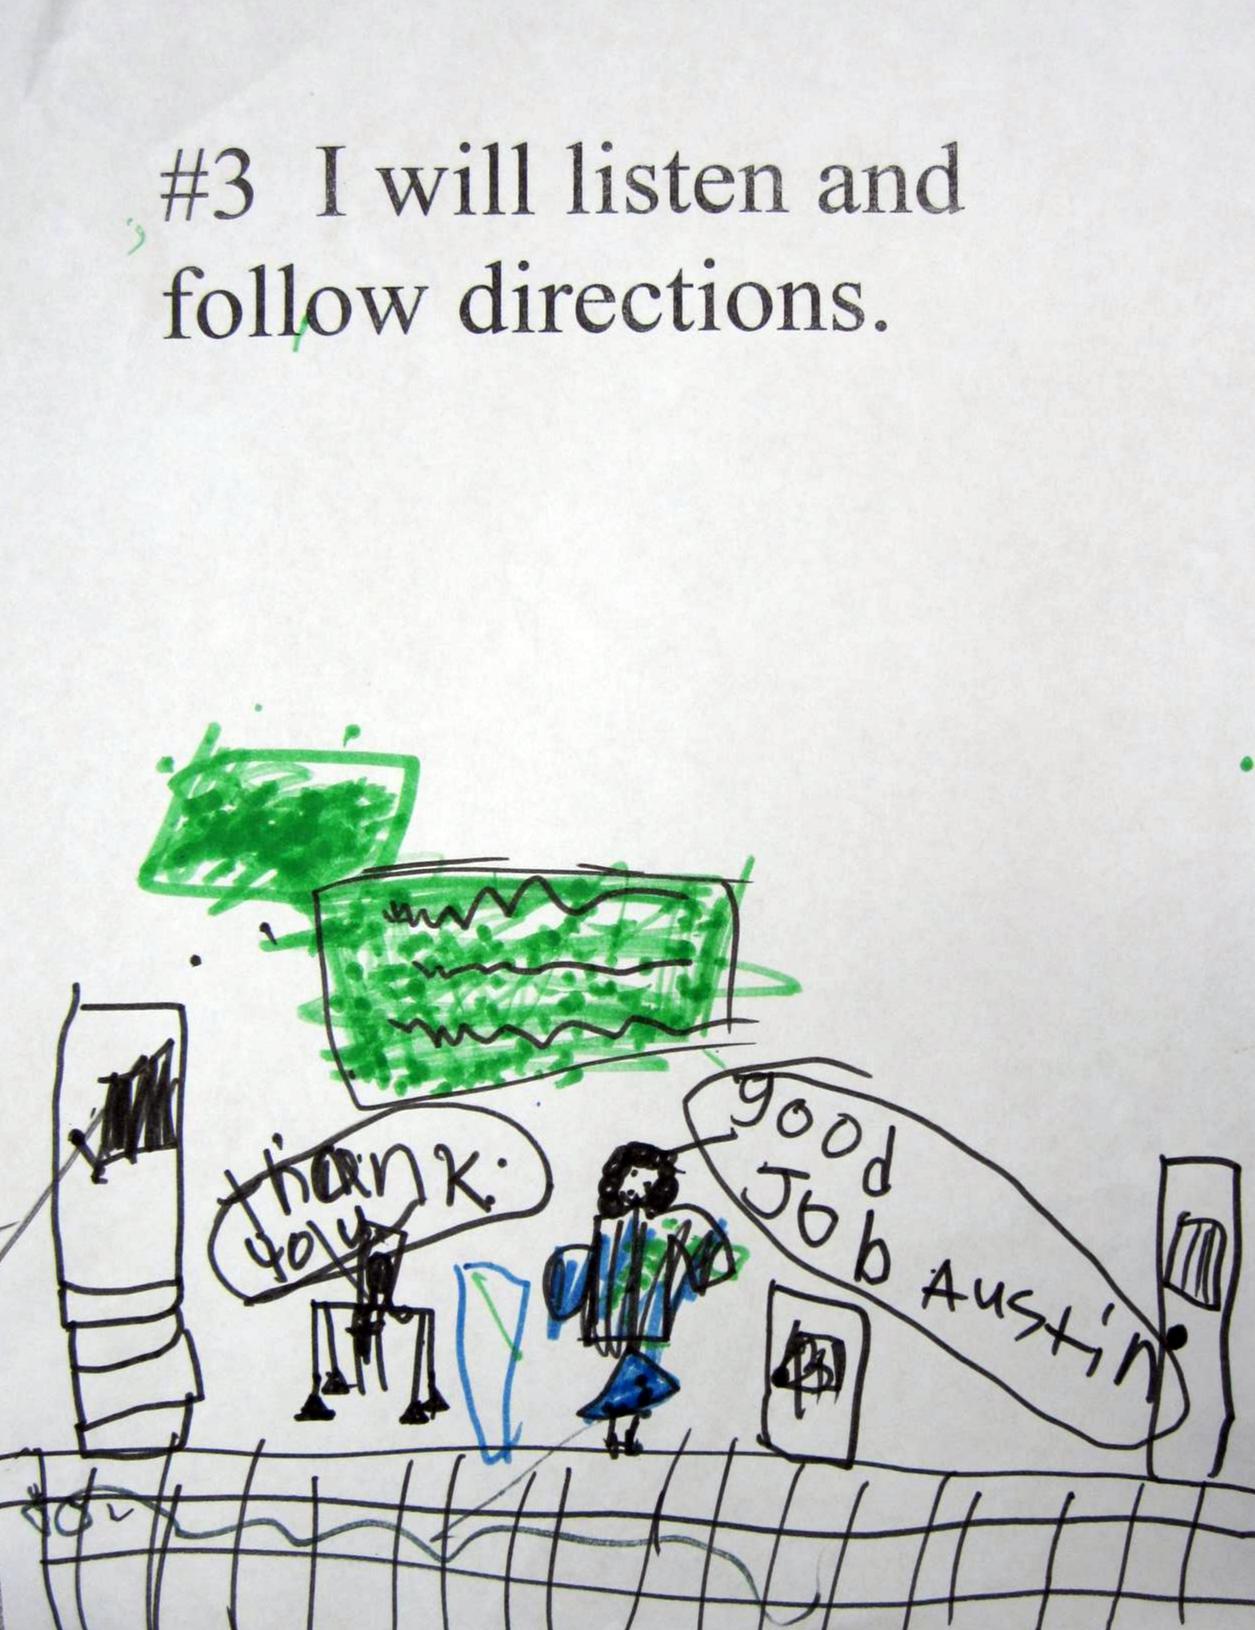 #3 I will listen and
follow directions.
thank
you
good
Job
Austin